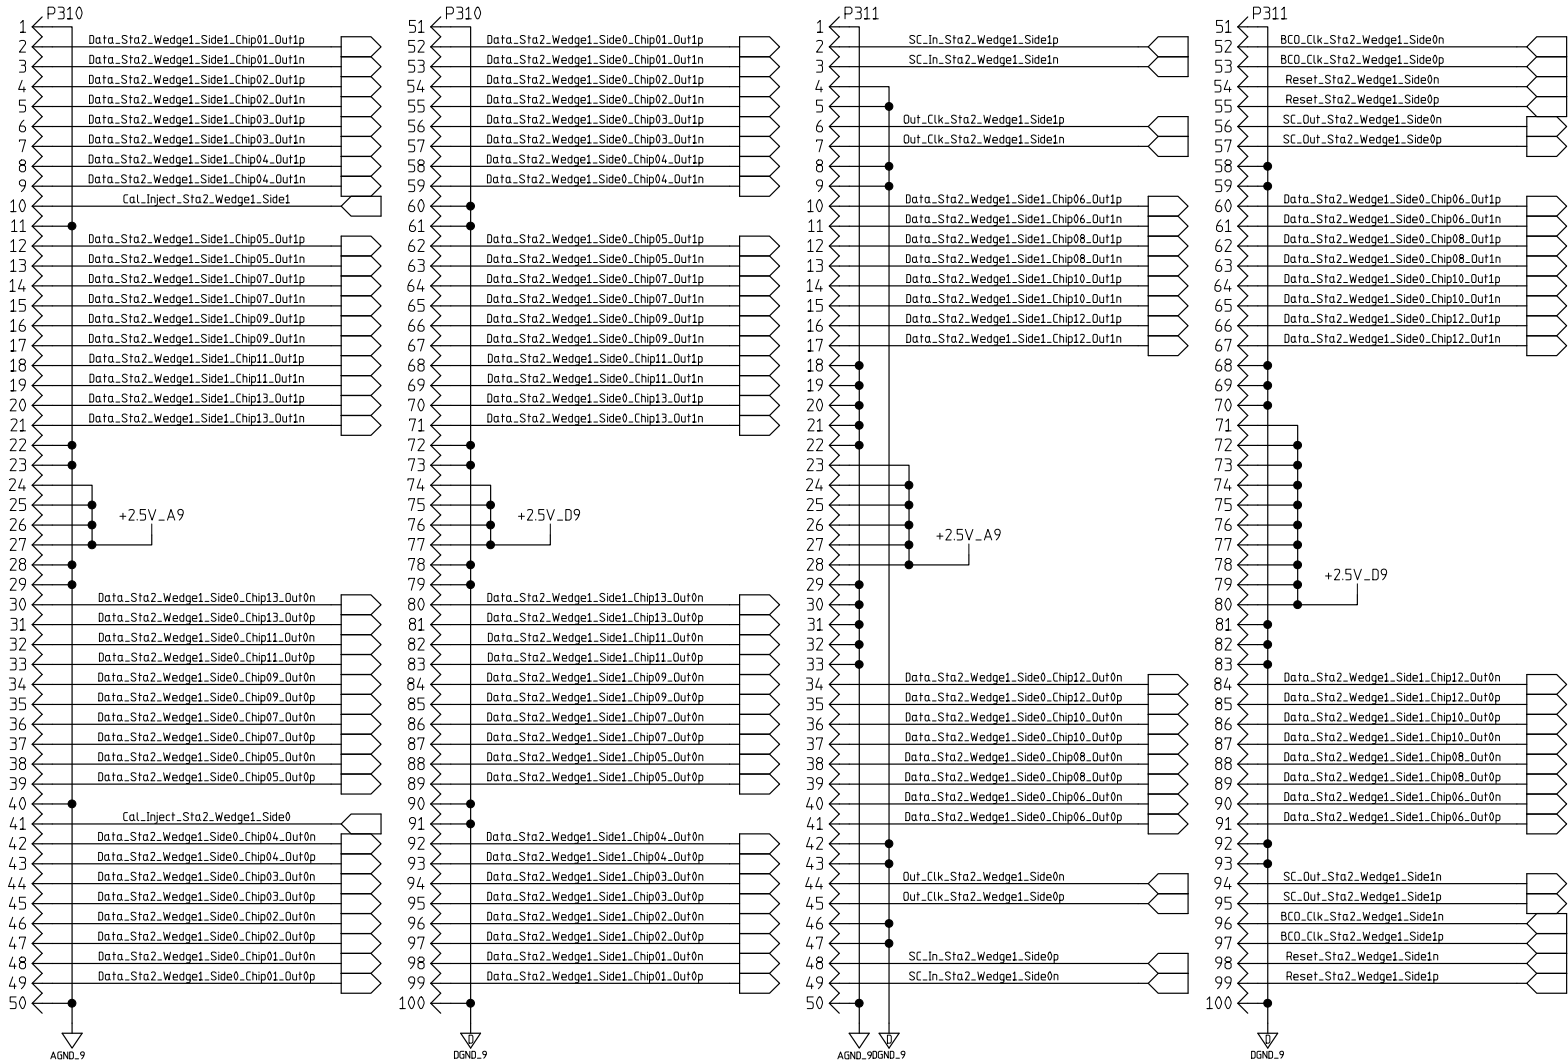 P310
1
2 Data_Sta2_Wedge1_Side1_Chip01_Out1p
3 Data_Sta2_Wedge1_Side1_Chip01_Out1n
4 Data_Sta2_Wedge1_Side1_Chip02_Out1p
5 Data_Sta2_Wedge1_Side1_Chip02_Out1n
6 Data_Sta2_Wedge1_Side1_Chip03_Out1p
7 Data_Sta2_Wedge1_Side1_Chip03_Out1n
8 Data_Sta2_Wedge1_Side1_Chip04_Out1p
9 Data_Sta2_Wedge1_Side1_Chip04_Out1n
10 Cal_Inject_Sta2_Wedge1_Side1
11
12 Data_Sta2_Wedge1_Side1_Chip05_Out1p
13 Data_Sta2_Wedge1_Side1_Chip05_Out1n
14 Data_Sta2_Wedge1_Side1_Chip07_Out1p
15 Data_Sta2_Wedge1_Side1_Chip07_Out1n
16 Data_Sta2_Wedge1_Side1_Chip09_Out1p
17 Data_Sta2_Wedge1_Side1_Chip09_Out1n
18 Data_Sta2_Wedge1_Side1_Chip11_Out1p
19 Data_Sta2_Wedge1_Side1_Chip11_Out1n
20 Data_Sta2_Wedge1_Side1_Chip13_Out1p
21 Data_Sta2_Wedge1_Side1_Chip13_Out1n
22
23
24
25
26 +2.5V_A9
27
28
29
30 Data_Sta2_Wedge1_Side0_Chip13_Out0n
31 Data_Sta2_Wedge1_Side0_Chip13_Out0p
32 Data_Sta2_Wedge1_Side0_Chip11_Out0n
33 Data_Sta2_Wedge1_Side0_Chip11_Out0p
34 Data_Sta2_Wedge1_Side0_Chip09_Out0n
35 Data_Sta2_Wedge1_Side0_Chip09_Out0p
36 Data_Sta2_Wedge1_Side0_Chip07_Out0n
37 Data_Sta2_Wedge1_Side0_Chip07_Out0p
38 Data_Sta2_Wedge1_Side0_Chip05_Out0n
39 Data_Sta2_Wedge1_Side0_Chip05_Out0p
40
41 Cal_Inject_Sta2_Wedge1_Side0
42 Data_Sta2_Wedge1_Side0_Chip04_Out0n
43 Data_Sta2_Wedge1_Side0_Chip04_Out0p
44 Data_Sta2_Wedge1_Side0_Chip03_Out0n
45 Data_Sta2_Wedge1_Side0_Chip03_Out0p
46 Data_Sta2_Wedge1_Side0_Chip02_Out0n
47 Data_Sta2_Wedge1_Side0_Chip02_Out0p
48 Data_Sta2_Wedge1_Side0_Chip01_Out0n
49 Data_Sta2_Wedge1_Side0_Chip01_Out0p
50
AGND_9
P310
51
52 Data_Sta2_Wedge1_Side0_Chip01_Out1p
53 Data_Sta2_Wedge1_Side0_Chip01_Out1n
54 Data_Sta2_Wedge1_Side0_Chip02_Out1p
55 Data_Sta2_Wedge1_Side0_Chip02_Out1n
56 Data_Sta2_Wedge1_Side0_Chip03_Out1p
57 Data_Sta2_Wedge1_Side0_Chip03_Out1n
58 Data_Sta2_Wedge1_Side0_Chip04_Out1p
59 Data_Sta2_Wedge1_Side0_Chip04_Out1n
60
61
62 Data_Sta2_Wedge1_Side0_Chip05_Out1p
63 Data_Sta2_Wedge1_Side0_Chip05_Out1n
64 Data_Sta2_Wedge1_Side0_Chip07_Out1p
65 Data_Sta2_Wedge1_Side0_Chip07_Out1n
66 Data_Sta2_Wedge1_Side0_Chip09_Out1p
67 Data_Sta2_Wedge1_Side0_Chip09_Out1n
68 Data_Sta2_Wedge1_Side0_Chip11_Out1p
69 Data_Sta2_Wedge1_Side0_Chip11_Out1n
70 Data_Sta2_Wedge1_Side0_Chip13_Out1p
71 Data_Sta2_Wedge1_Side0_Chip13_Out1n
72
73
74
75
76 +2.5V_D9
77
78
79
80 Data_Sta2_Wedge1_Side1_Chip13_Out0n
81 Data_Sta2_Wedge1_Side1_Chip13_Out0p
82 Data_Sta2_Wedge1_Side1_Chip11_Out0n
83 Data_Sta2_Wedge1_Side1_Chip11_Out0p
84 Data_Sta2_Wedge1_Side1_Chip09_Out0n
85 Data_Sta2_Wedge1_Side1_Chip09_Out0p
86 Data_Sta2_Wedge1_Side1_Chip07_Out0n
87 Data_Sta2_Wedge1_Side1_Chip07_Out0p
88 Data_Sta2_Wedge1_Side1_Chip05_Out0n
89 Data_Sta2_Wedge1_Side1_Chip05_Out0p
90
91
92 Data_Sta2_Wedge1_Side1_Chip04_Out0n
93 Data_Sta2_Wedge1_Side1_Chip04_Out0p
94 Data_Sta2_Wedge1_Side1_Chip03_Out0n
95 Data_Sta2_Wedge1_Side1_Chip03_Out0p
96 Data_Sta2_Wedge1_Side1_Chip02_Out0n
97 Data_Sta2_Wedge1_Side1_Chip02_Out0p
98 Data_Sta2_Wedge1_Side1_Chip01_Out0n
99 Data_Sta2_Wedge1_Side1_Chip01_Out0p
100
D
DGND_9
P311
1
2 SC_In_Sta2_Wedge1_Side1p
3 SC_In_Sta2_Wedge1_Side1n
4
5
6 Out_Clk_Sta2_Wedge1_Side1p
7 Out_Clk_Sta2_Wedge1_Side1n
8
9
10 Data_Sta2_Wedge1_Side1_Chip06_Out1p
11 Data_Sta2_Wedge1_Side1_Chip06_Out1n
12 Data_Sta2_Wedge1_Side1_Chip08_Out1p
13 Data_Sta2_Wedge1_Side1_Chip08_Out1n
14 Data_Sta2_Wedge1_Side1_Chip10_Out1p
15 Data_Sta2_Wedge1_Side1_Chip10_Out1n
16 Data_Sta2_Wedge1_Side1_Chip12_Out1p
17 Data_Sta2_Wedge1_Side1_Chip12_Out1n
18
19
20
21
22
23
24
25
26
27 +2.5V_A9
28
29
30
31
32
33
34 Data_Sta2_Wedge1_Side0_Chip12_Out0n
35 Data_Sta2_Wedge1_Side0_Chip12_Out0p
36 Data_Sta2_Wedge1_Side0_Chip10_Out0n
37 Data_Sta2_Wedge1_Side0_Chip10_Out0p
38 Data_Sta2_Wedge1_Side0_Chip08_Out0n
39 Data_Sta2_Wedge1_Side0_Chip08_Out0p
40 Data_Sta2_Wedge1_Side0_Chip06_Out0n
41 Data_Sta2_Wedge1_Side0_Chip06_Out0p
42
43
44 Out_Clk_Sta2_Wedge1_Side0n
45 Out_Clk_Sta2_Wedge1_Side0p
46
47
48 SC_In_Sta2_Wedge1_Side0p
49 SC_In_Sta2_Wedge1_Side0n
50
D
AGND_9 DGND_9
P311
51
52 BCO_Clk_Sta2_Wedge1_Side0n
53 BCO_Clk_Sta2_Wedge1_Side0p
54 Reset_Sta2_Wedge1_Side0n
55 Reset_Sta2_Wedge1_Side0p
56 SC_Out_Sta2_Wedge1_Side0n
57 SC_Out_Sta2_Wedge1_Side0p
58
59
60 Data_Sta2_Wedge1_Side0_Chip06_Out1p
61 Data_Sta2_Wedge1_Side0_Chip06_Out1n
62 Data_Sta2_Wedge1_Side0_Chip08_Out1p
63 Data_Sta2_Wedge1_Side0_Chip08_Out1n
64 Data_Sta2_Wedge1_Side0_Chip10_Out1p
65 Data_Sta2_Wedge1_Side0_Chip10_Out1n
66 Data_Sta2_Wedge1_Side0_Chip12_Out1p
67 Data_Sta2_Wedge1_Side0_Chip12_Out1n
68
69
70
71
72
73
74
75
76
77
78
79 +2.5V_D9
80
81
82
83
84 Data_Sta2_Wedge1_Side1_Chip12_Out0n
85 Data_Sta2_Wedge1_Side1_Chip12_Out0p
86 Data_Sta2_Wedge1_Side1_Chip10_Out0p
87 Data_Sta2_Wedge1_Side1_Chip10_Out0n
88 Data_Sta2_Wedge1_Side1_Chip08_Out0n
89 Data_Sta2_Wedge1_Side1_Chip08_Out0p
90 Data_Sta2_Wedge1_Side1_Chip06_Out0n
91 Data_Sta2_Wedge1_Side1_Chip06_Out0p
92
93
94 SC_Out_Sta2_Wedge1_Side1n
95 SC_Out_Sta2_Wedge1_Side1p
96 BCO_Clk_Sta2_Wedge1_Side1n
97 BCO_Clk_Sta2_Wedge1_Side1p
98 Reset_Sta2_Wedge1_Side1n
99 Reset_Sta2_Wedge1_Side1p
100
D
DGND_9